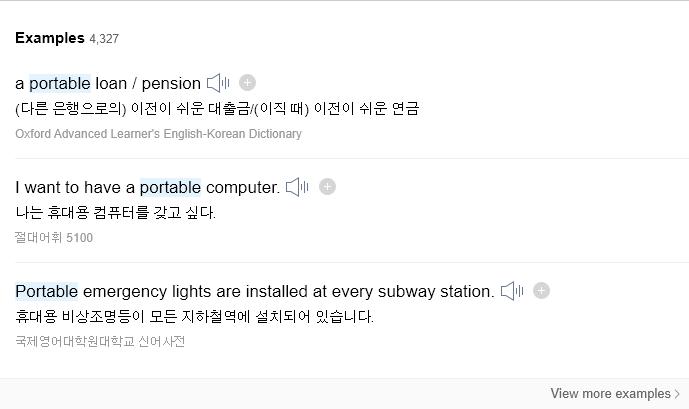 Examples 4,327
a portable loan / pension
(다른 은행으로의) 이전이 쉬운 대출금/(이직 때) 이전이 쉬운 연금
Oxford Advanced Learner's English-Korean Dictionary
I want to have a portable computer.
나는 휴대용 컴퓨터를 갖고 싶다.
절대어휘 5100
Portable emergency lights are installed at every subway station.
휴대용 비상조명등이 모든 지하철역에 설치되어 있습니다.
국제영어대학원대학교 신어사전
View more examples